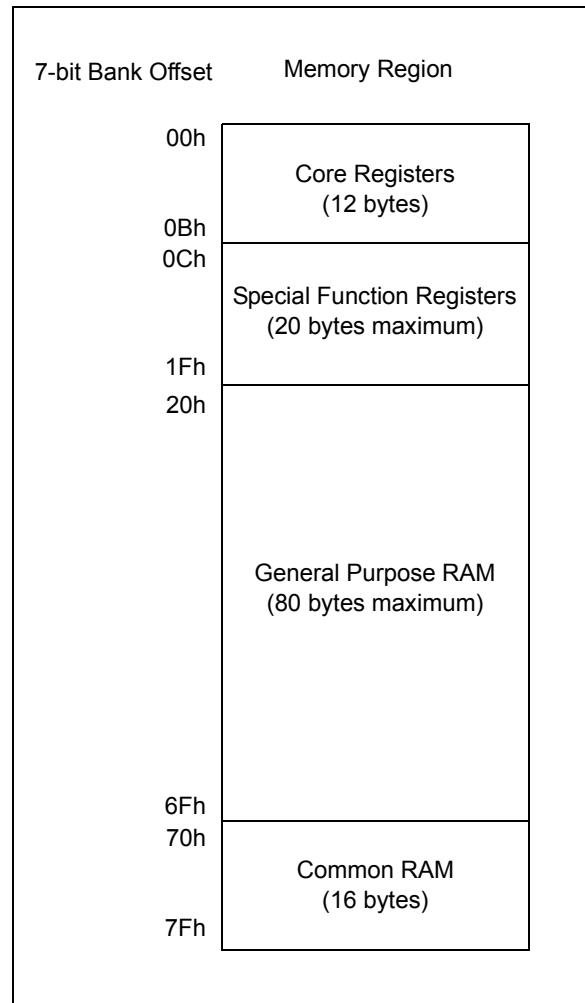 7-bit Bank Offset Memory Region
00h
Core Registers
(12 bytes)
0Bh
0Ch
Special Function Registers
(20 bytes maximum)
1Fh
20h
General Purpose RAM
(80 bytes maximum)
6Fh
70h
Common RAM
(16 bytes)
7Fh